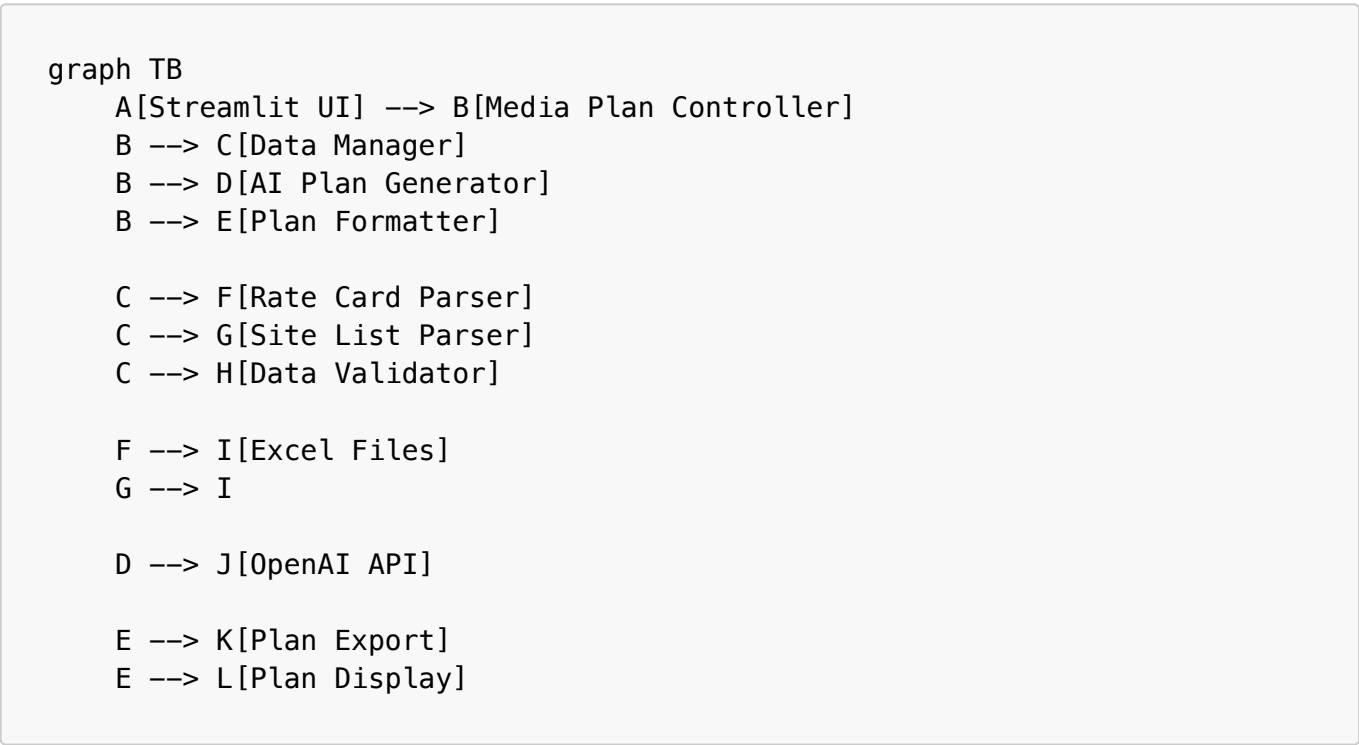 graph TB
    A[Streamlit UI] --> B[Media Plan Controller]
    B --> C[Data Manager]
    B --> D[AI Plan Generator]
    B --> E[Plan Formatter]

    C --> F[Rate Card Parser]
    C --> G[Site List Parser]
    C --> H[Data Validator]

    F --> I[Excel Files]
    G --> I

    D --> J[OpenAI API]

    E --> K[Plan Export]
    E --> L[Plan Display]